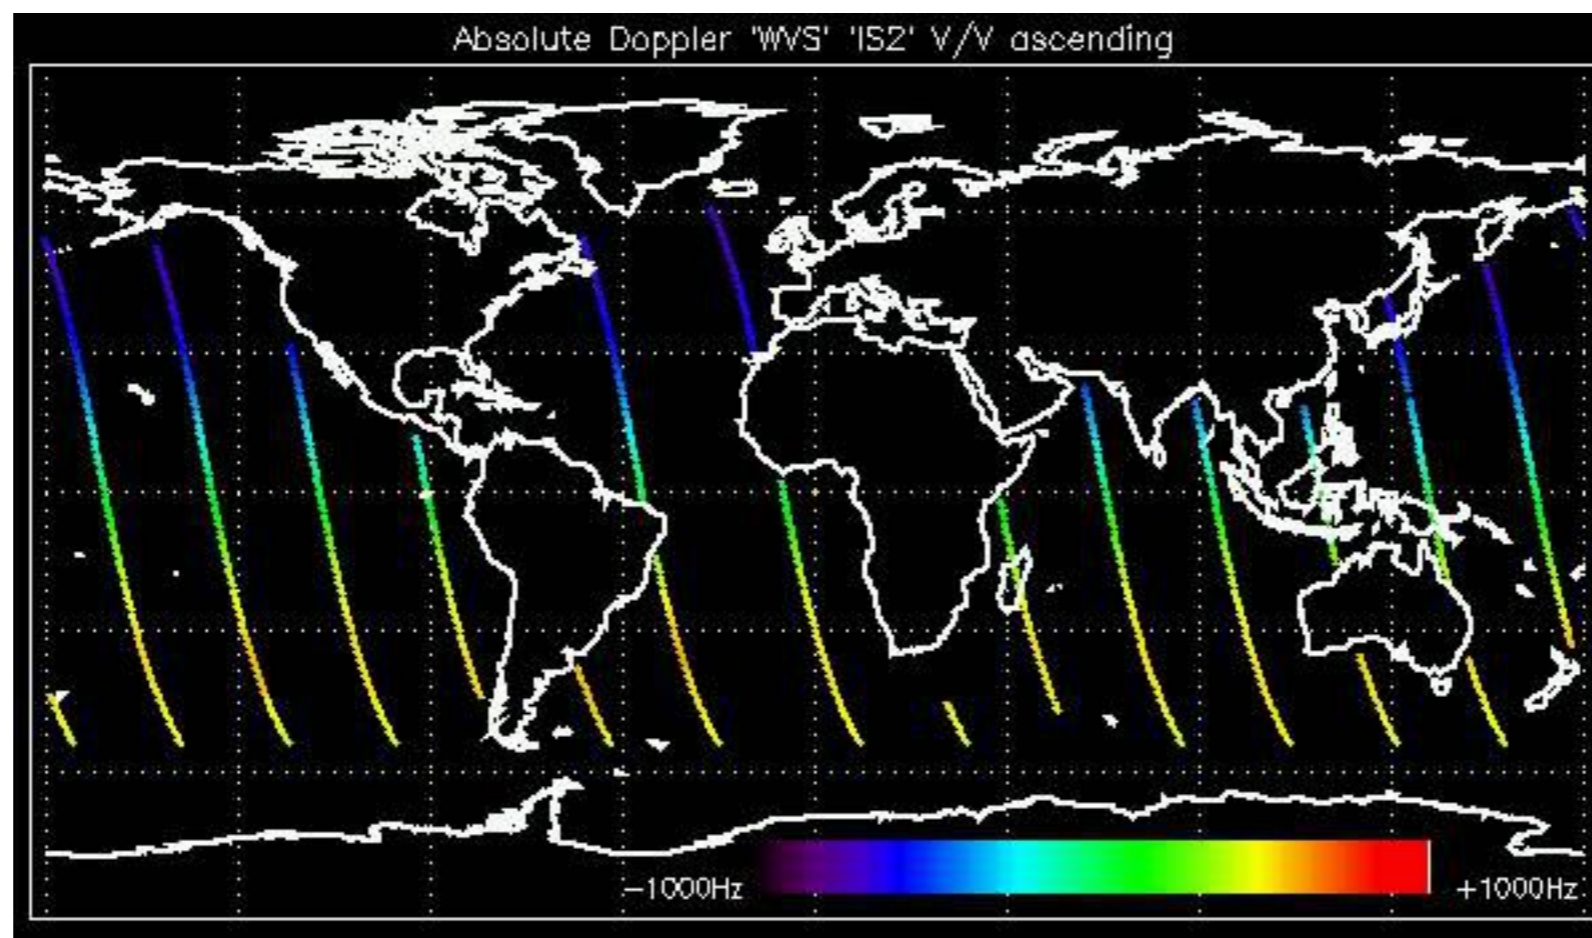 Absolute Doppler 'WVS' 'IS2' V/V ascending
-1000Hz +1000Hz